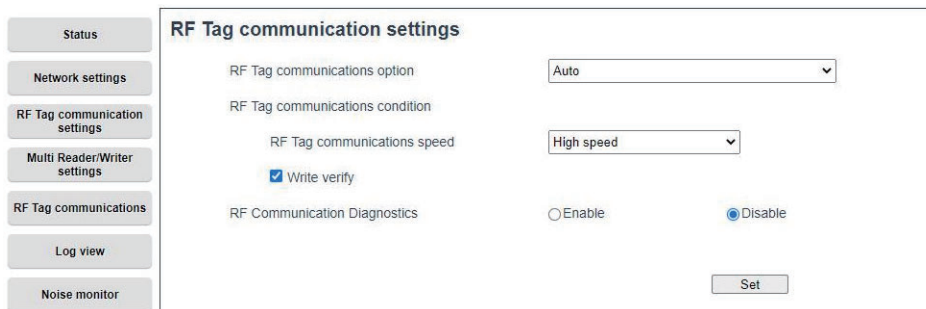 Status
Network settings
RF Tag communication
settings
Multi Reader/Writer
settings
RF Tag communications
Log view
Noise monitor
RF Tag communication settings
RF Tag communications option
Auto
RF Tag communications condition
RF Tag communications speed
High speed
Write verify
RF Communication Diagnostics
Enable
Disable
Set